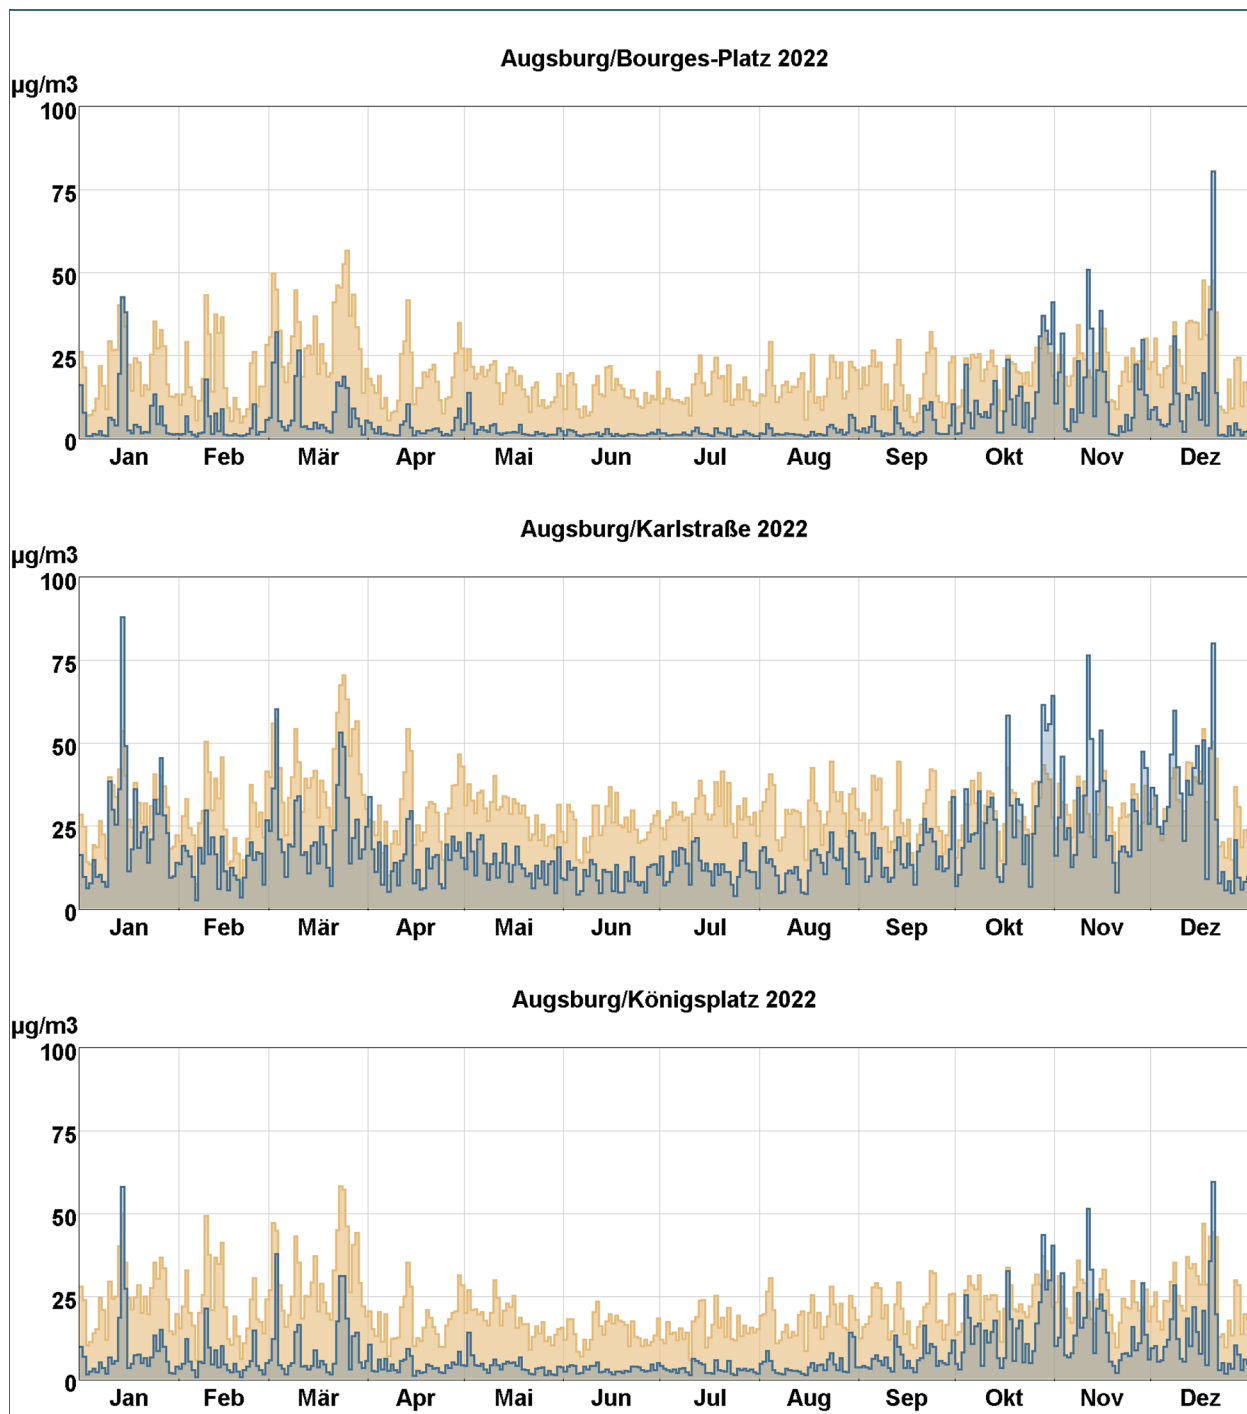 Augsburg/Bourges-Platz 2022
µg/m3
100
75
50
25
0
Jan Feb Mär Apr Mai Jun Jul Aug Sep Okt Nov Dez
Augsburg/Karlstraße 2022
µg/m3
100
75
50
25
0
Jan Feb Mär Apr Mai Jun Jul Aug Sep Okt Nov Dez
Augsburg/Königsplatz 2022
µg/m3
100
75
50
25
0
Jan Feb Mär Apr Mai Jun Jul Aug Sep Okt Nov Dez